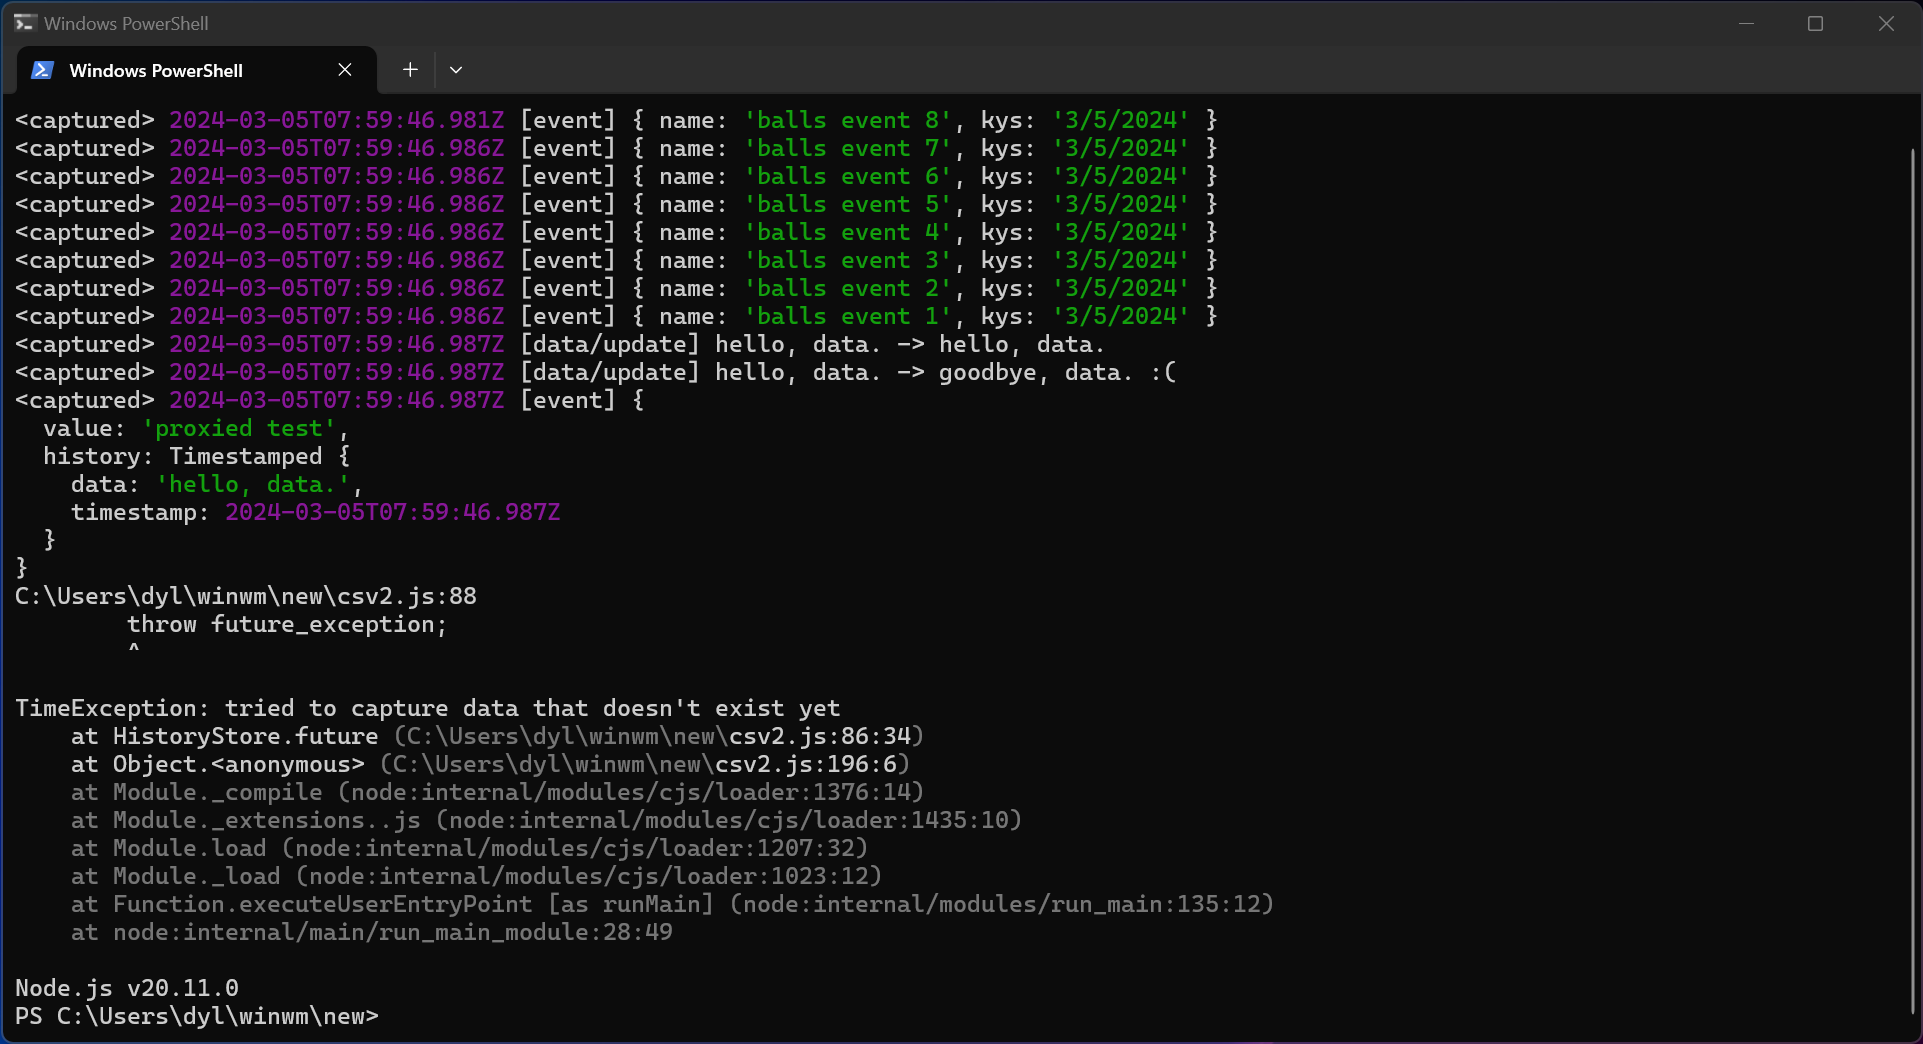 Windows PowerShell
Windows PowerShell
<captured> 2024-03-05T07:59:46.981Z [event] { name: 'balls event 8', kys: '3/5/2024' }
<captured> 2024-03-05T07:59:46.986Z [event] { name: 'balls event 7', kys: '3/5/2024' }
<captured> 2024-03-05T07:59:46.986Z [event] { name: 'balls event 6', kys: '3/5/2024' }
<captured> 2024-03-05T07:59:46.986Z [event] { name: 'balls event 5', kys: '3/5/2024' }
<captured> 2024-03-05T07:59:46.986Z [event] { name: 'balls event 4', kys: '3/5/2024' }
<captured> 2024-03-05T07:59:46.986Z [event] { name: 'balls event 3', kys: '3/5/2024' }
<captured> 2024-03-05T07:59:46.986Z [event] { name: 'balls event 2', kys: '3/5/2024' }
<captured> 2024-03-05T07:59:46.986Z [event] { name: 'balls event 1', kys: '3/5/2024' }
<captured> 2024-03-05T07:59:46.987Z [data/update] hello, data. -> hello, data.
<captured> 2024-03-05T07:59:46.987Z [data/update] hello, data. -> goodbye, data. :(
<captured> 2024-03-05T07:59:46.987Z [event] {
  value: 'proxied test',
  history: Timestamped {
    data: 'hello, data.',
    timestamp: 2024-03-05T07:59:46.987Z
  }
}
C:\Users\dyl\winwm\new\csv2.js:88
        throw future_exception;
        ^

TimeException: tried to capture data that doesn't exist yet
    at HistoryStore.future (C:\Users\dyl\winwm\new\csv2.js:86:34)
    at Object.<anonymous> (C:\Users\dyl\winwm\new\csv2.js:196:6)
    at Module._compile (node:internal/modules/cjs/loader:1376:14)
    at Module._extensions..js (node:internal/modules/cjs/loader:1435:10)
    at Module.load (node:internal/modules/cjs/loader:1207:32)
    at Module._load (node:internal/modules/cjs/loader:1023:12)
    at Function.executeUserEntryPoint [as runMain] (node:internal/modules/run_main:135:12)
    at node:internal/main/run_main_module:28:49

Node.js v20.11.0
PS C:\Users\dyl\winwm\new>